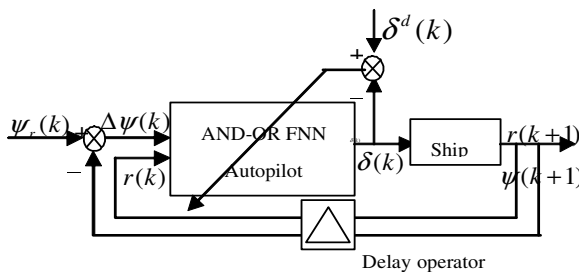 δ^d(k)
+
−
ψ_r(k)
+
Δψ(k)
−
r(k)
AND-OR FNN
Autopilot
δ(k)
Ship
r(k+1)
ψ(k+1)
Delay operator